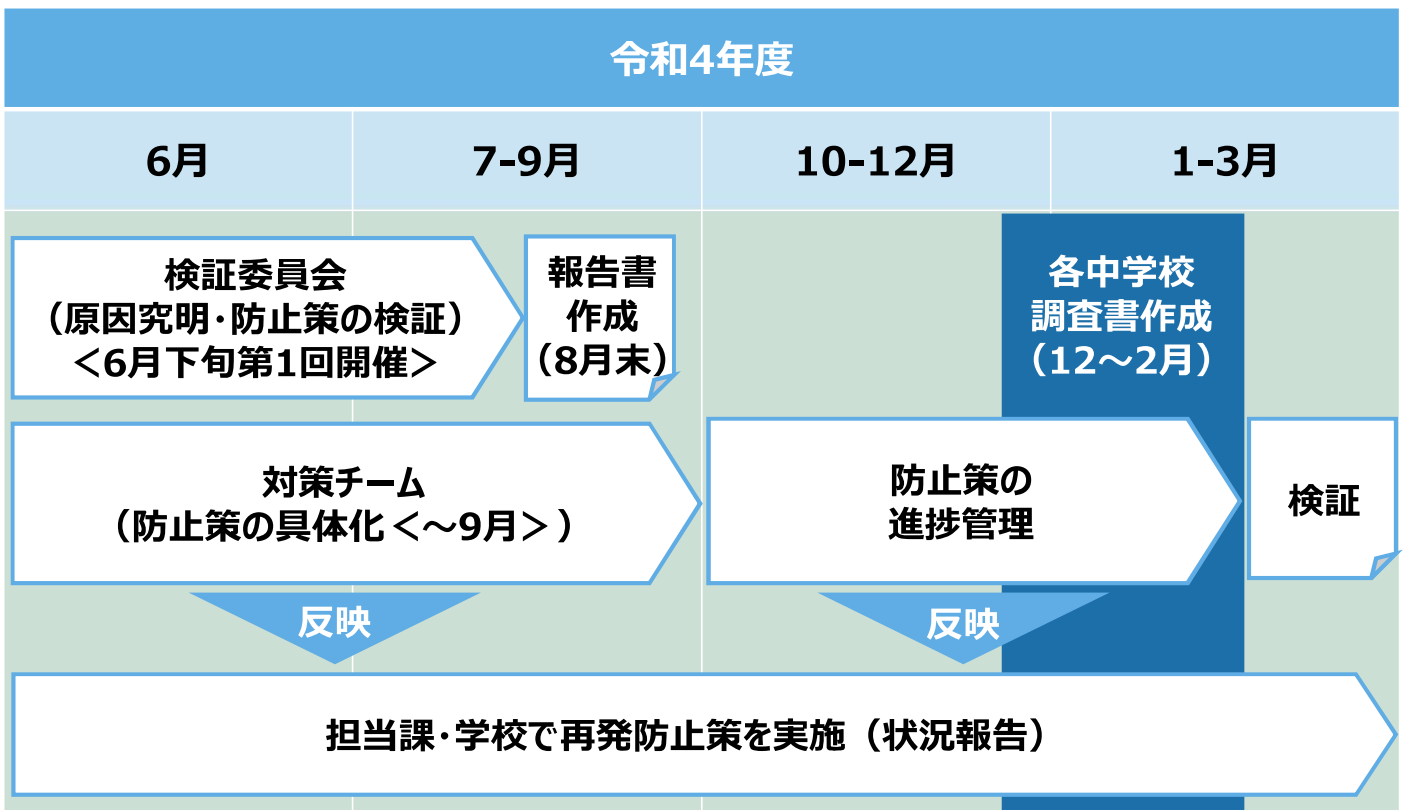 令和4年度
6月
7-9月
10-12月
1-3月
検証委員会
（原因究明・防止策の検証）
＜6月下旬第1回開催＞
報告書
作成
（8月末）
各中学校
調査書作成
（12～2月）
対策チーム
（防止策の具体化＜～9月＞）
防止策の
進捗管理
検証
反映
反映
担当課・学校で再発防止策を実施（状況報告）